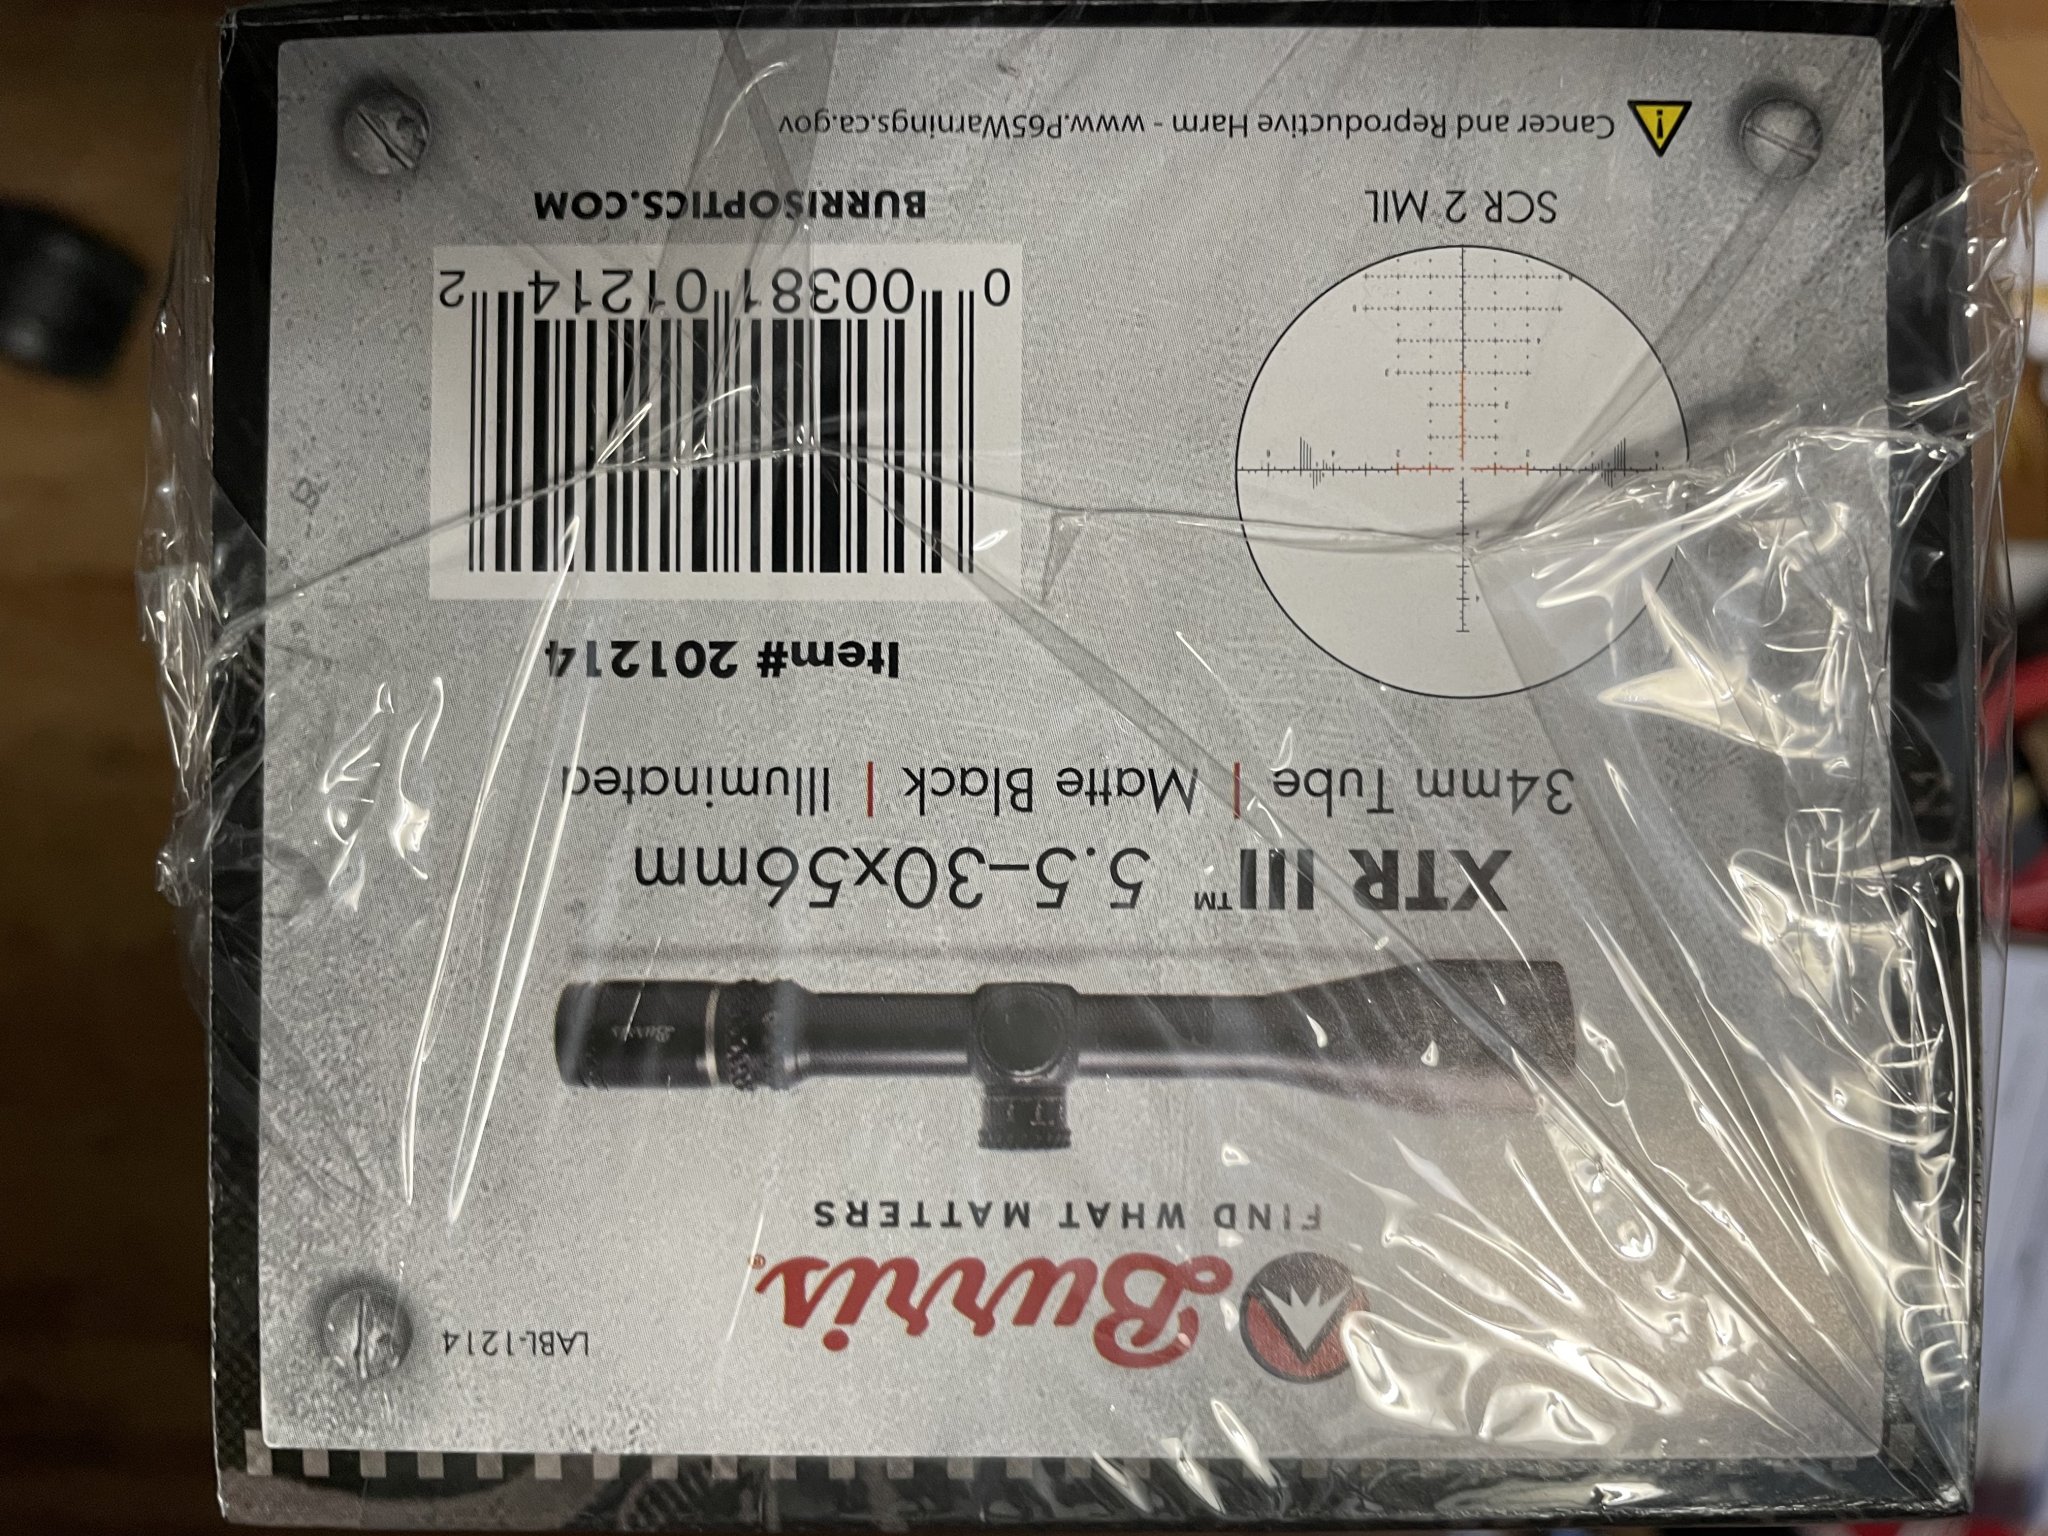 LABL-1214
Burris®
FIND WHAT MATTERS
Burris
XTR III™ 5.5–30x56mm
34mm Tube | Matte Black | Illuminated
Item# 201214
0 00381 01214 2
SCR 2 MIL
BURRISOPTICS.COM
Cancer and Reproductive Harm - www.P65Warnings.ca.gov